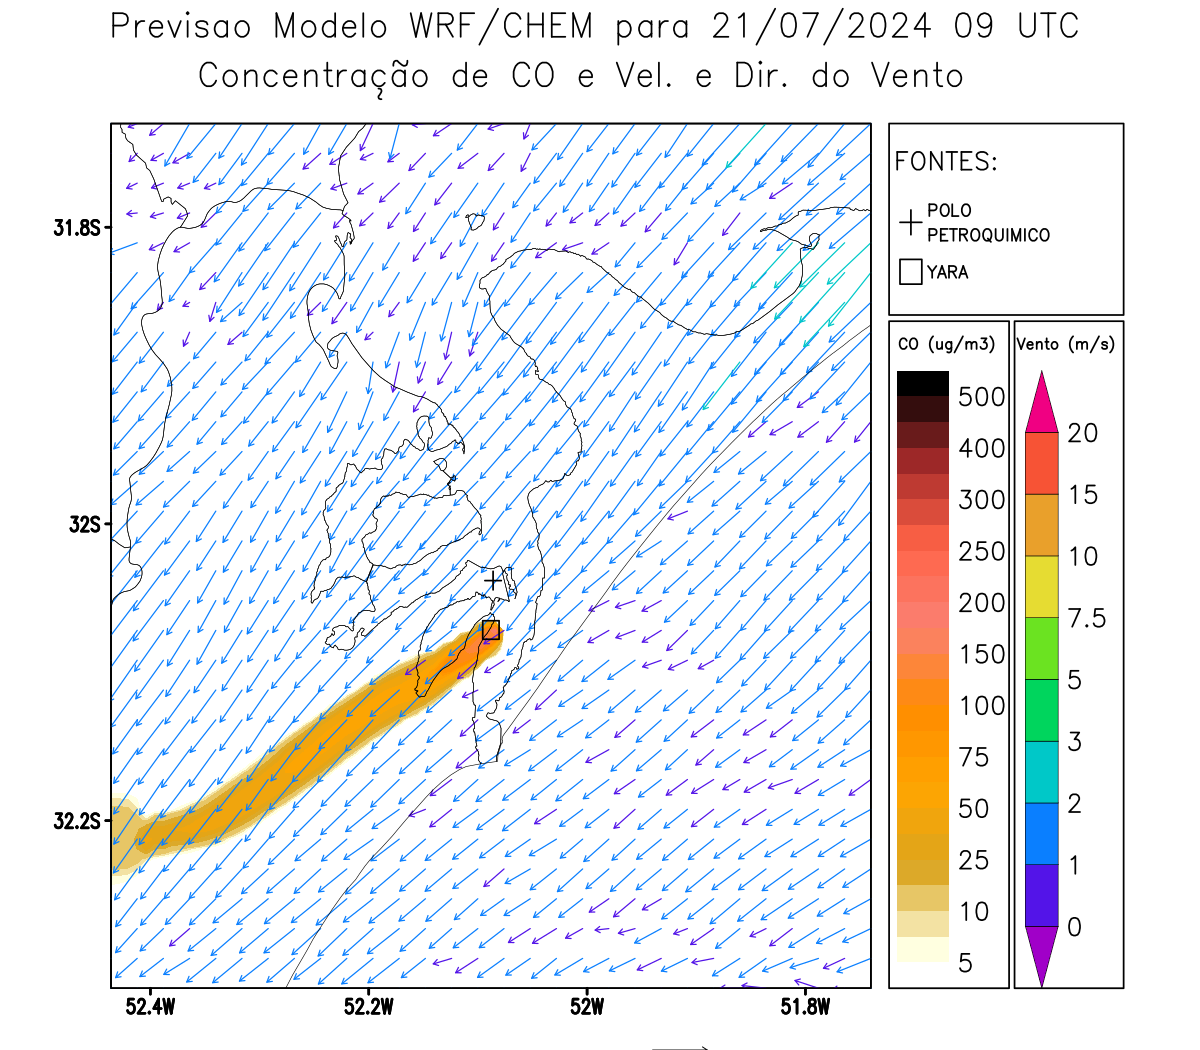 Previsao Modelo WRF/CHEM para 21/07/2024 09 UTC
Concentração de CO e Vel. e Dir. do Vento
FONTES:
POLO
PETROQUIMICO
YARA
CO (ug/m3)
500
400
300
250
200
150
100
75
50
25
10
5
Vento (m/s)
20
15
10
7.5
5
3
2
1
0
31.8S
32S
32.2S
52.4W
52.2W
52W
51.8W